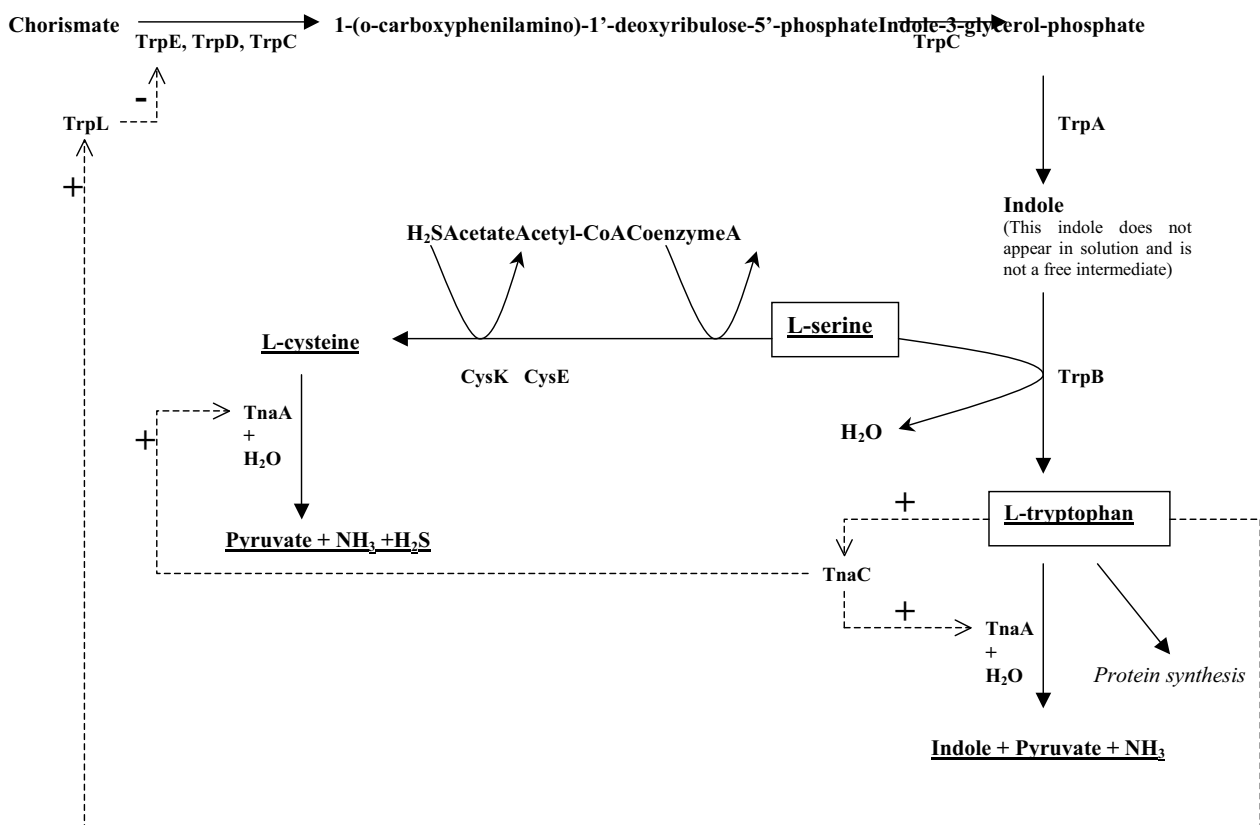 Chorismate 1-(o-carboxyphenilamino)-1’-deoxyribulose-5’-phosphateIndole-3-glycerol-phosphate
TrpE, TrpD, TrpC TrpC
-
TrpL
TrpA
+
Indole
(This indole does not
appear in solution and is
not a free intermediate)
H₂SAcetateAcetyl-CoACoenzymeA
L-serine
L-cysteine
CysK CysE
TrpB
TnaA
+
+
H₂O
H₂O
+
L-tryptophan
Pyruvate + NH₃ +H₂S
TnaC
+
TnaA
+
H₂O
Protein synthesis
Indole + Pyruvate + NH₃